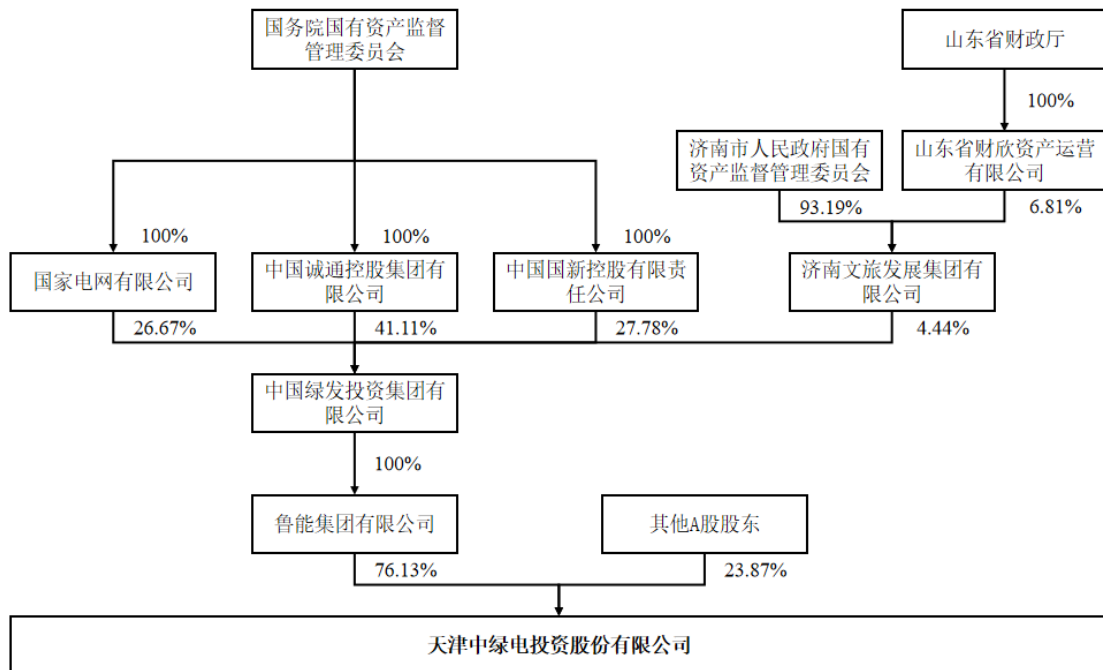 国务院国有资产监督
管理委员会
山东省财政厅
100%
济南市人民政府国有
资产监督管理委员会
山东省财欣资产运营
有限公司
93.19%
6.81%
100%
100%
100%
国家电网有限公司
中国诚通控股集团有
限公司
中国国新控股有限责
任公司
济南文旅发展集团有
限公司
26.67%
41.11%
27.78%
4.44%
中国绿发投资集团有
限公司
100%
鲁能集团有限公司
其他A股股东
76.13%
23.87%
天津中绿电投资股份有限公司